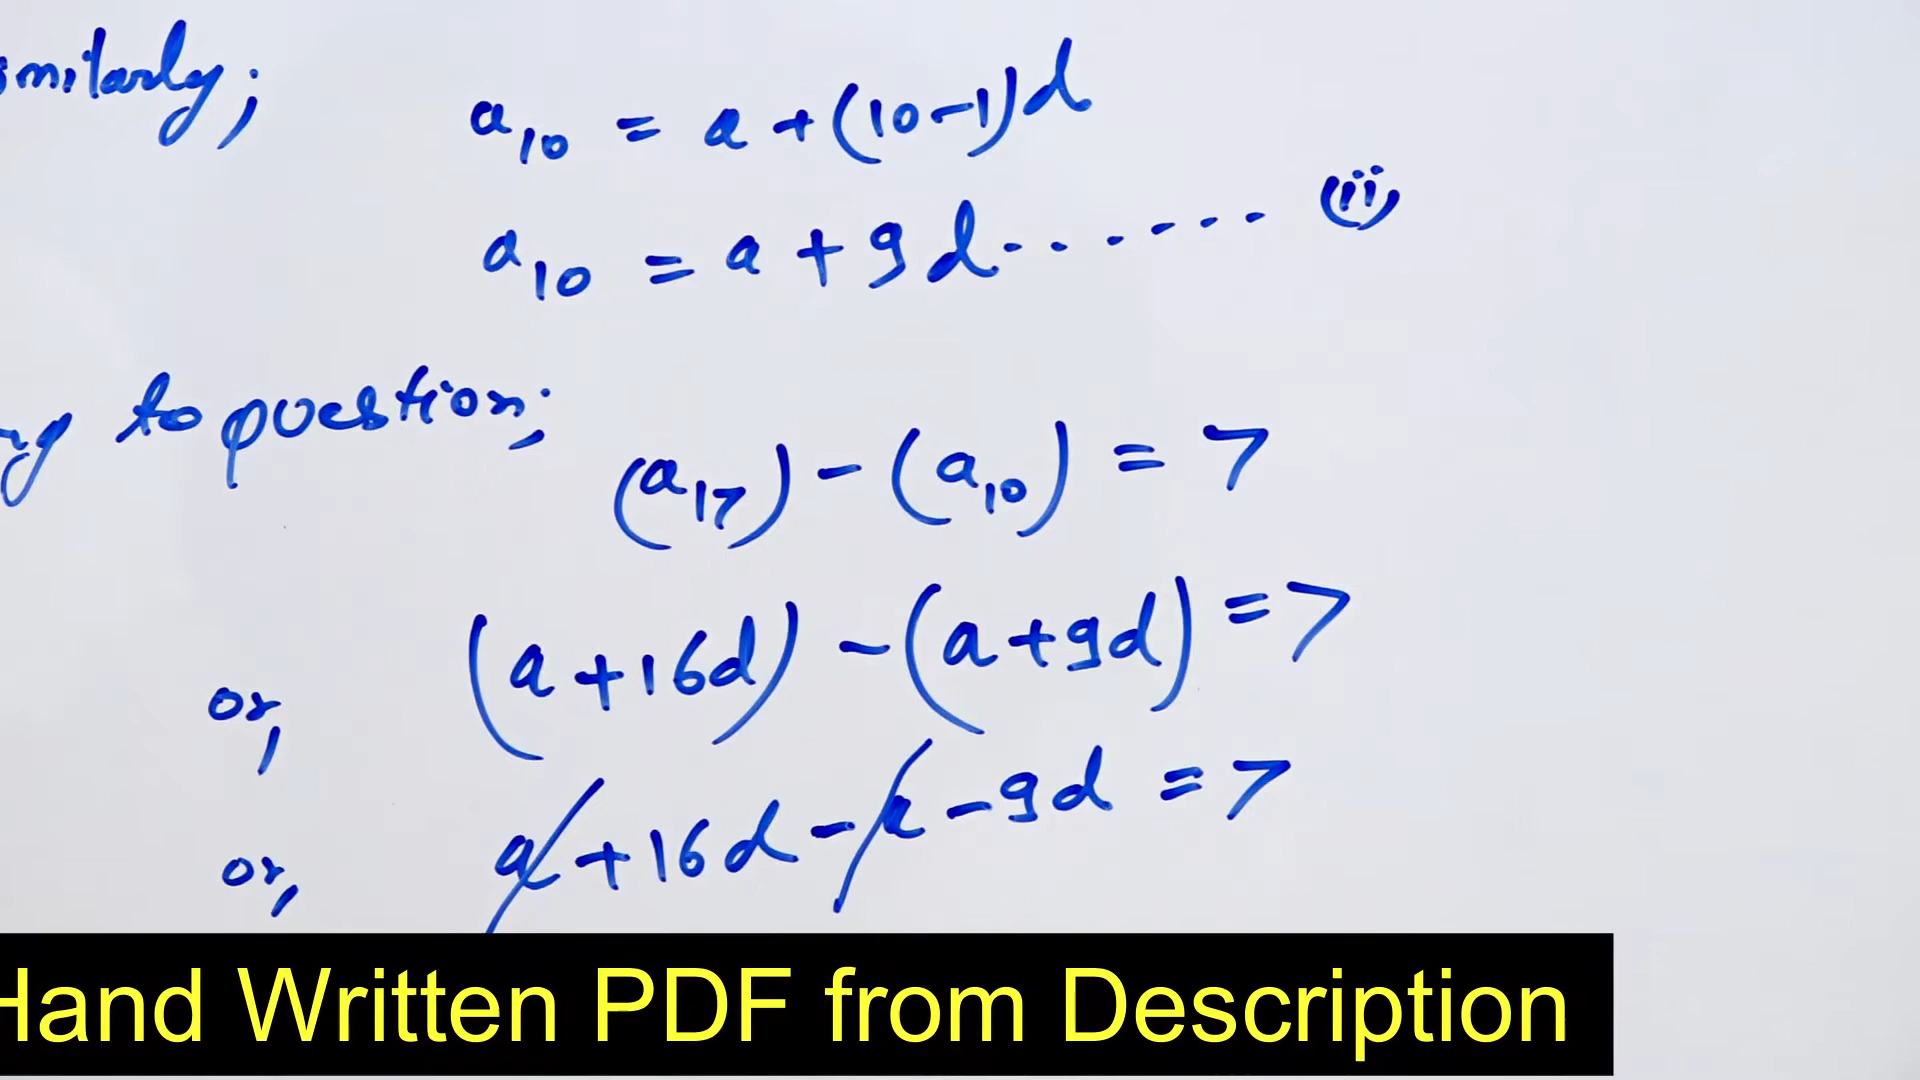 similarly;
a₁₀ = a + (10-1)d
a₁₀ = a + 9d....... (ii)
to question;
(a₁₇) - (a₁₀) = 7
or, (a + 16d) - (a + 9d) = 7
or, a + 16d - a - 9d = 7
Hand Written PDF from Description